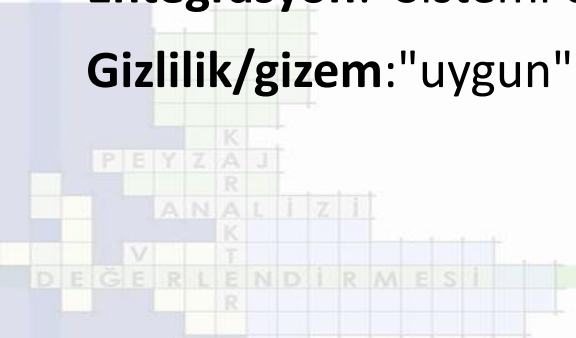 Gizlilik/gizem:"uygun"
PEYZAJ
KARAKTER
ANALİZİ
VE
DEĞERLENDİRMESİ